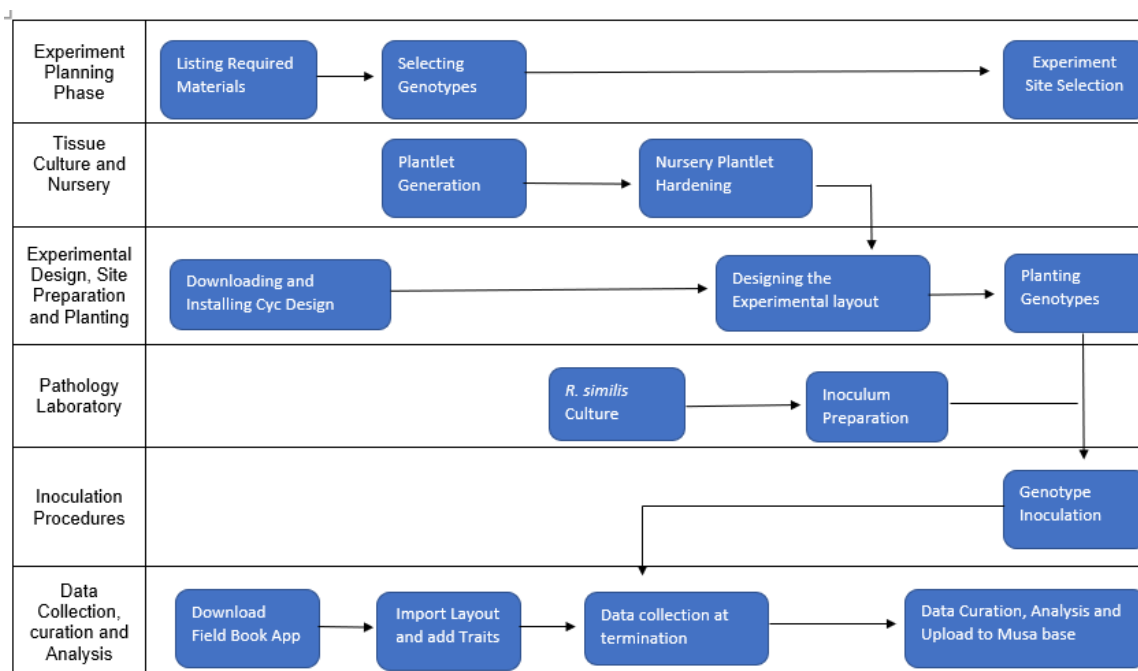 Experiment
Planning
Phase
Listing Required
Materials
Selecting
Genotypes
Experiment
Site Selection
Tissue
Culture and
Nursery
Plantlet
Generation
Nursery Plantlet
Hardening
Experimental
Design, Site
Preparation
and Planting
Downloading and
Installing Cyc Design
Designing the
Experimental layout
Planting
Genotypes
Pathology
Laboratory
R. similis
Culture
Inoculum
Preparation
Inoculation
Procedures
Genotype
Inoculation
Data
Collection,
curation and
Analysis
Download
Field Book App
Import Layout
and add Traits
Data collection at
termination
Data Curation, Analysis and
Upload to Musa base